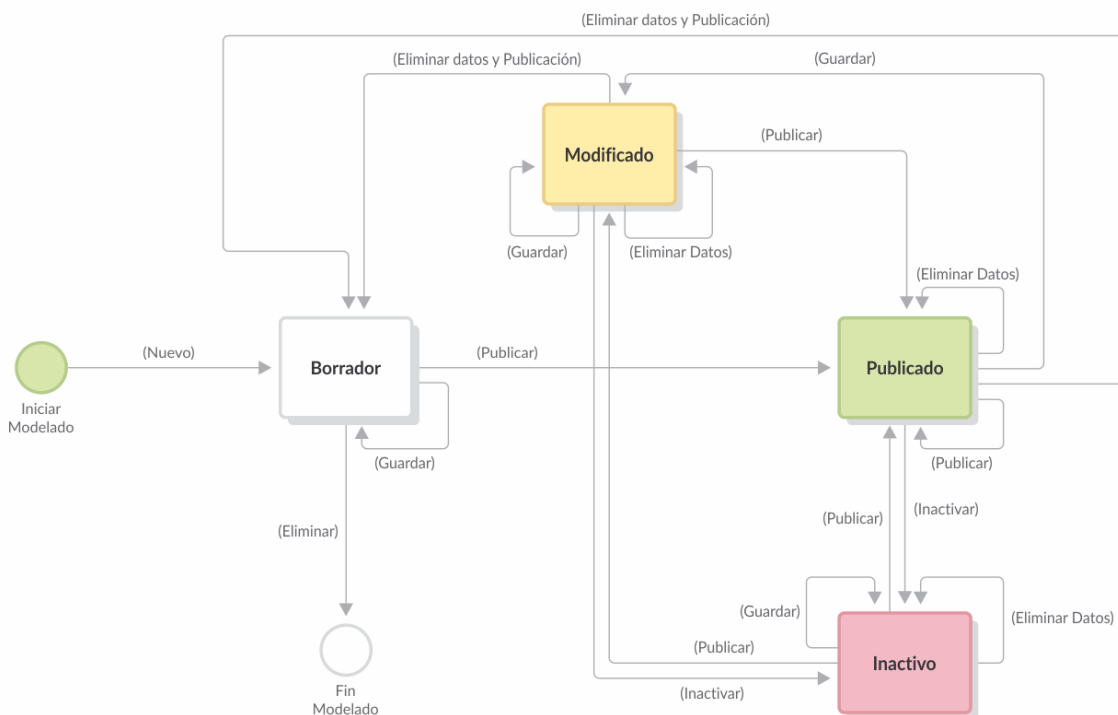 (Eliminar datos y Publicación)
(Eliminar datos y Publicación)
(Guardar)
(Publicar)
Modificado
(Guardar)
(Eliminar Datos)
(Eliminar Datos)
(Nuevo)
(Publicar)
Borrador
Publicado
Iniciar
Modelado
(Guardar)
(Publicar)
(Inactivar)
(Publicar)
(Eliminar)
(Guardar)
(Eliminar Datos)
(Publicar)
Inactivo
(Inactivar)
Fin
Modelado